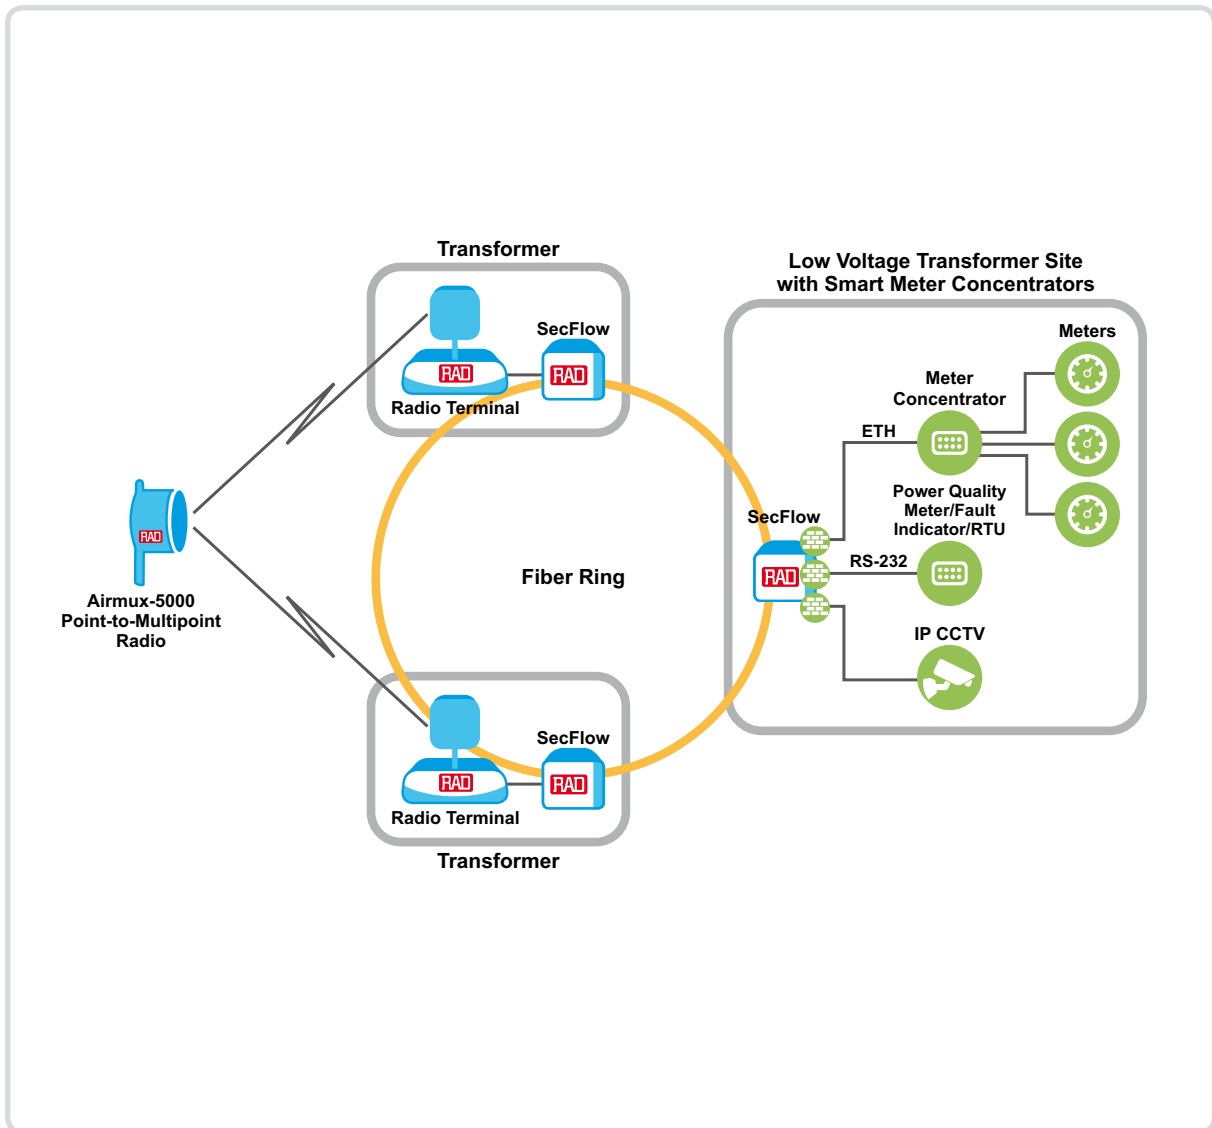 Transformer
SecFlow
RAD
RAD
Radio Terminal
Low Voltage Transformer Site
with Smart Meter Concentrators
Meters
Meter
Concentrator
ETH
Power Quality
Meter/Fault
Indicator/RTU
SecFlow
RAD
RS-232
IP CCTV
Fiber Ring
RAD
Airmux-5000
Point-to-Multipoint
Radio
SecFlow
RAD
RAD
Radio Terminal
Transformer